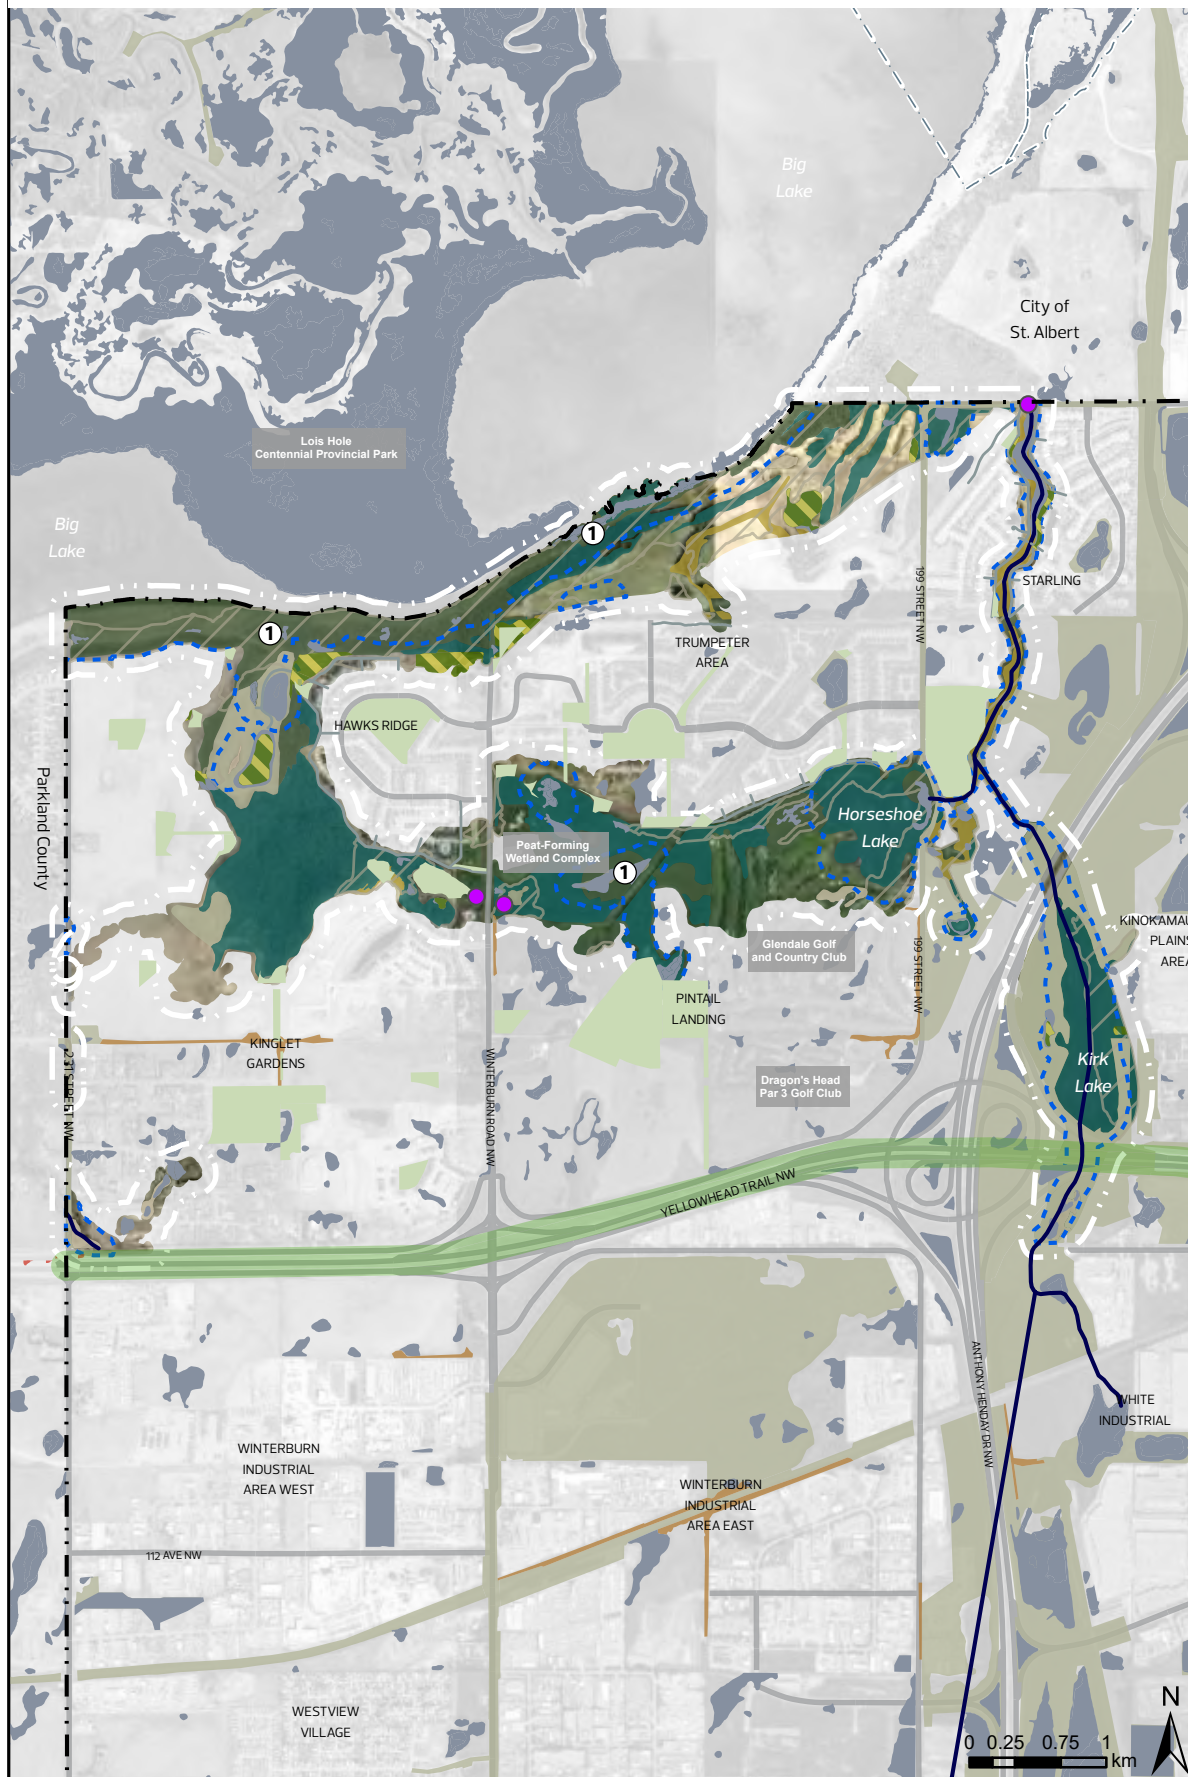 Big
Lake
City of
St. Albert
Lois Hole
Centennial Provincial Park
Big
Lake
1
199 STREET NW
STARLING
1
TRUMPETER
AREA
HAWKS RIDGE
Parkland County
Horseshoe
Lake
Peat-Forming
Wetland Complex
1
KINOKAMAU
PLAINS
AREA
Glendale Golf
and Country Club
199 STREET NW
PINTAIL
LANDING
KINGLET
GARDENS
231 STREET NW
WINTERBURN ROAD NW
Kirk
Lake
Dragon's Head
Par 3 Golf Club
YELLOWHEAD TRAIL NW
ANTHONY HENDAY DR NW
WHITE
INDUSTRIAL
WINTERBURN
INDUSTRIAL
AREA WEST
WINTERBURN
INDUSTRIAL
AREA EAST
112 AVE NW
WESTVIEW
VILLAGE
N
0 0.25 0.75 1
km